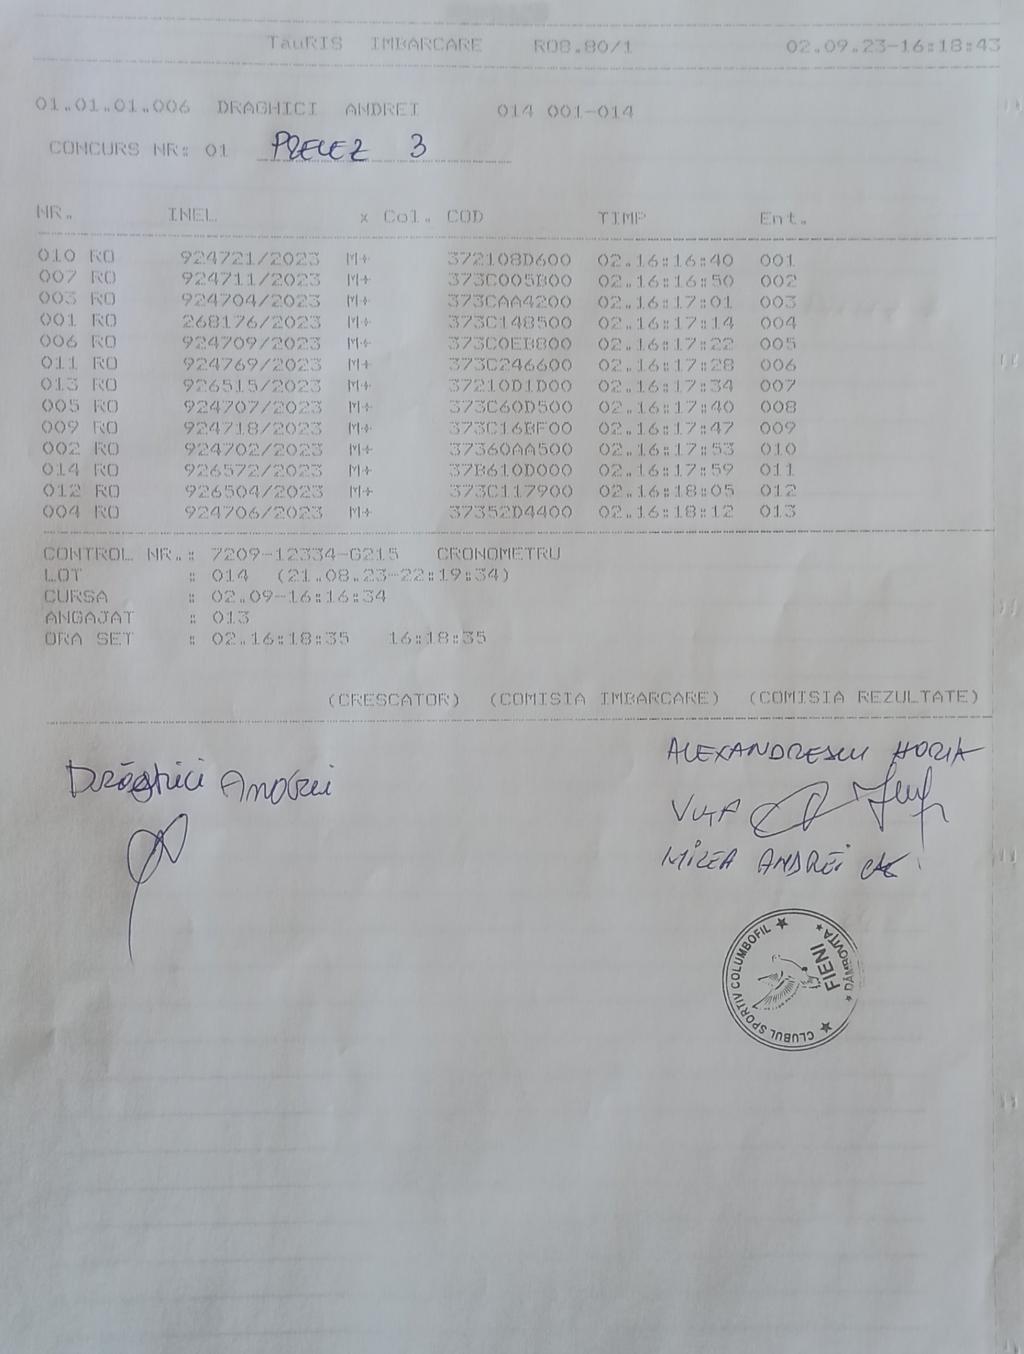 TauRIS IMBARCARE RO8.80/1 02.09.23-16:18:43
01.01.01.006 DRAGHICI ANDREI 014 001-014
CONCURS NR: 01 PRELEZ 3
NR. INEL x Col. COD TIMP Ent.
010 RO 924721/2023 M+ 372108D600 02.16:16:40 001
007 RO 924711/2023 M+ 373C005B00 02.16:16:50 002
003 RO 924704/2023 M+ 373CAA4200 02.16:17:01 003
001 RO 268176/2023 M+ 373C148500 02.16:17:14 004
006 RO 924709/2023 M+ 373C0EB800 02.16:17:22 005
011 RO 924769/2023 M+ 373C246600 02.16:17:28 006
013 RO 926515/2023 M+ 37210D1D00 02.16:17:34 007
005 RO 924707/2023 M+ 373C60D500 02.16:17:40 008
009 RO 924718/2023 M+ 373C16BF00 02.16:17:47 009
002 RO 924702/2023 M+ 37360AA500 02.16:17:53 010
014 RO 926572/2023 M+ 37B610D000 02.16:17:59 011
012 RO 926504/2023 M+ 373C117900 02.16:18:05 012
004 RO 924706/2023 M+ 37352D4400 02.16:18:12 013
CONTROL NR.: 7209-12334-G215 CRONOMETRU
LOT : 014 (21.08.23-22:19:34)
CURSA : 02.09-16:16:34
ANGAJAT : 013
ORA SET : 02.16:18:35 16:18:35
(CRESCATOR) (COMISIA IMBARCARE) (COMISIA REZULTATE)
Drăghici Andrei
ALEXANDRESCU HORIA
VUȚA
MILEA ANDREI
CLUBUL SPORTIV COLUMBOFIL
FIENI
DÂMBOVIȚA